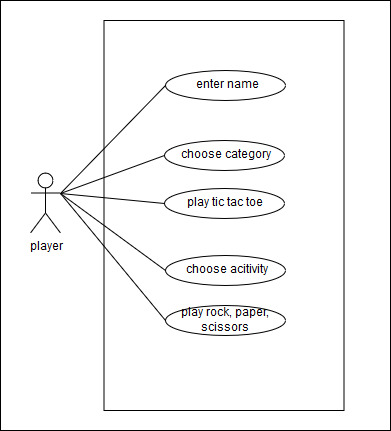 enter name
choose category
play tic tac toe
player
choose acitivity
play rock, paper,
scissors